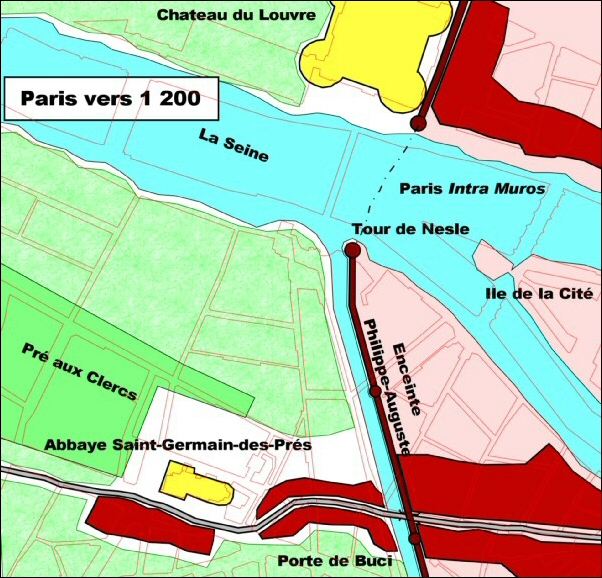 Chateau du Louvre
Paris vers 1 200
La Seine
Paris Intra Muros
Tour de Nesle
Ile de la Cité
Enceinte
Philippe-Auguste
Pré aux Clercs
Abbaye Saint-Germain-des-Prés
Porte de Buci